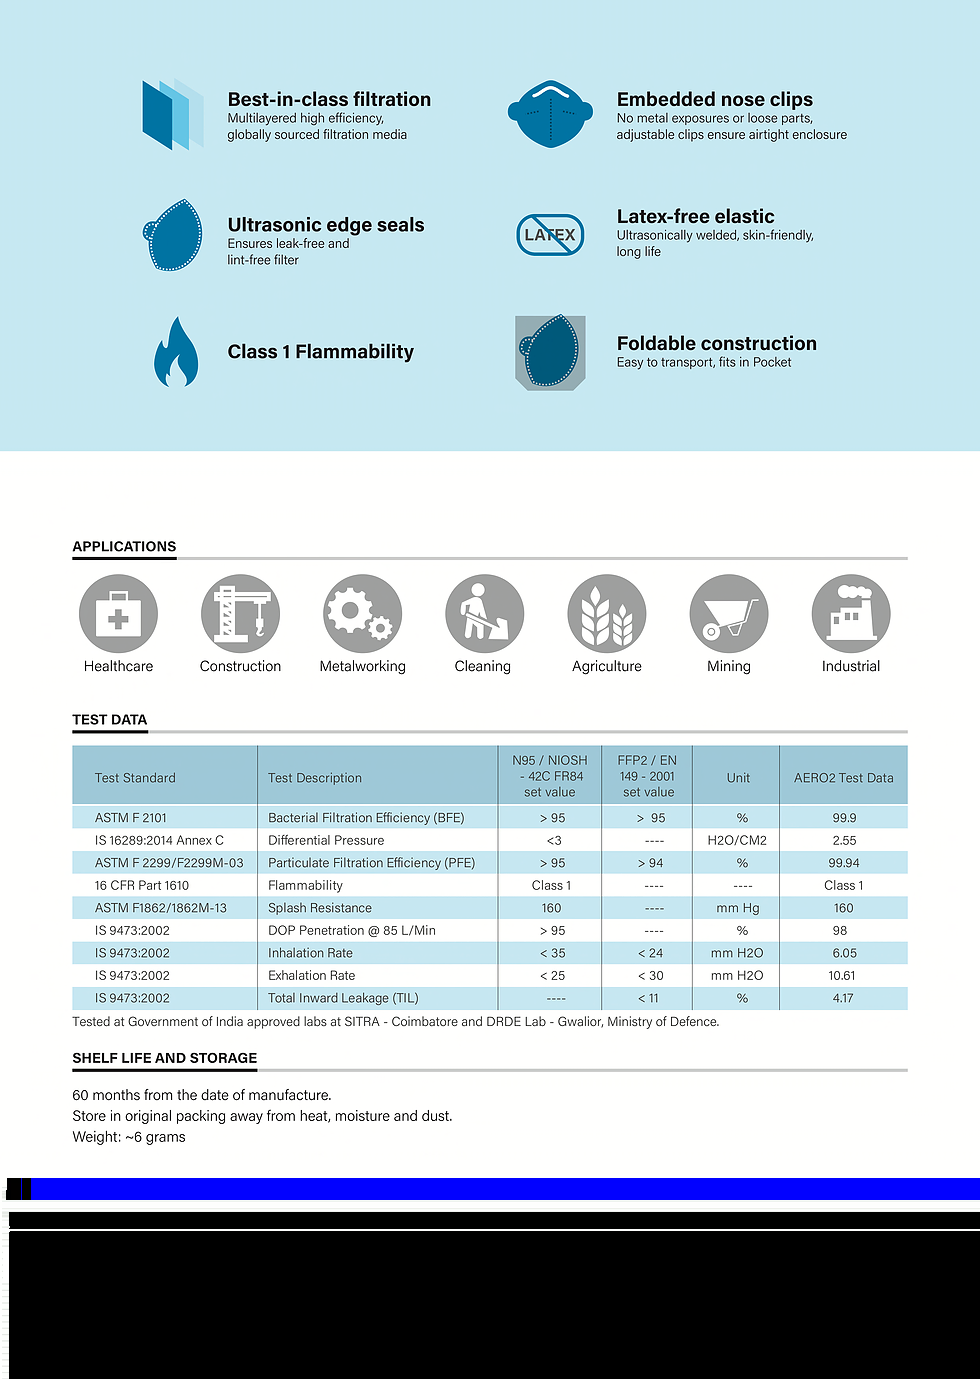 Best-in-class filtration
Multilayered high efficiency,
globally sourced filtration media
Embedded nose clips
No metal exposures or loose parts,
adjustable clips ensure airtight enclosure
Ultrasonic edge seals
Ensures leak-free and
lint-free filter
LATEX
Latex-free elastic
Ultrasonically welded, skin-friendly,
long life
Class 1 Flammability
Foldable construction
Easy to transport, fits in Pocket
APPLICATIONS
Healthcare Construction Metalworking Cleaning Agriculture Mining Industrial
TEST DATA
Test Standard Test Description N95 / NIOSH - 42C FR84 set value FFP2 / EN 149 - 2001 set value Unit AERO2 Test Data
ASTM F 2101 Bacterial Filtration Efficiency (BFE) > 95 > 95 % 99.9
IS 16289:2014 Annex C Differential Pressure <3 ---- H2O/CM2 2.55
ASTM F 2299/F2299M-03 Particulate Filtration Efficiency (PFE) > 95 > 94 % 99.94
16 CFR Part 1610 Flammability Class 1 ---- ---- Class 1
ASTM F1862/1862M-13 Splash Resistance 160 ---- mm Hg 160
IS 9473:2002 DOP Penetration @ 85 L/Min > 95 ---- % 98
IS 9473:2002 Inhalation Rate < 35 < 24 mm H2O 6.05
IS 9473:2002 Exhalation Rate < 25 < 30 mm H2O 10.61
IS 9473:2002 Total Inward Leakage (TIL) ---- < 11 % 4.17
Tested at Government of India approved labs at SITRA - Coimbatore and DRDE Lab - Gwalior, Ministry of Defence.
SHELF LIFE AND STORAGE
60 months from the date of manufacture.
Store in original packing away from heat, moisture and dust.
Weight: ~6 grams